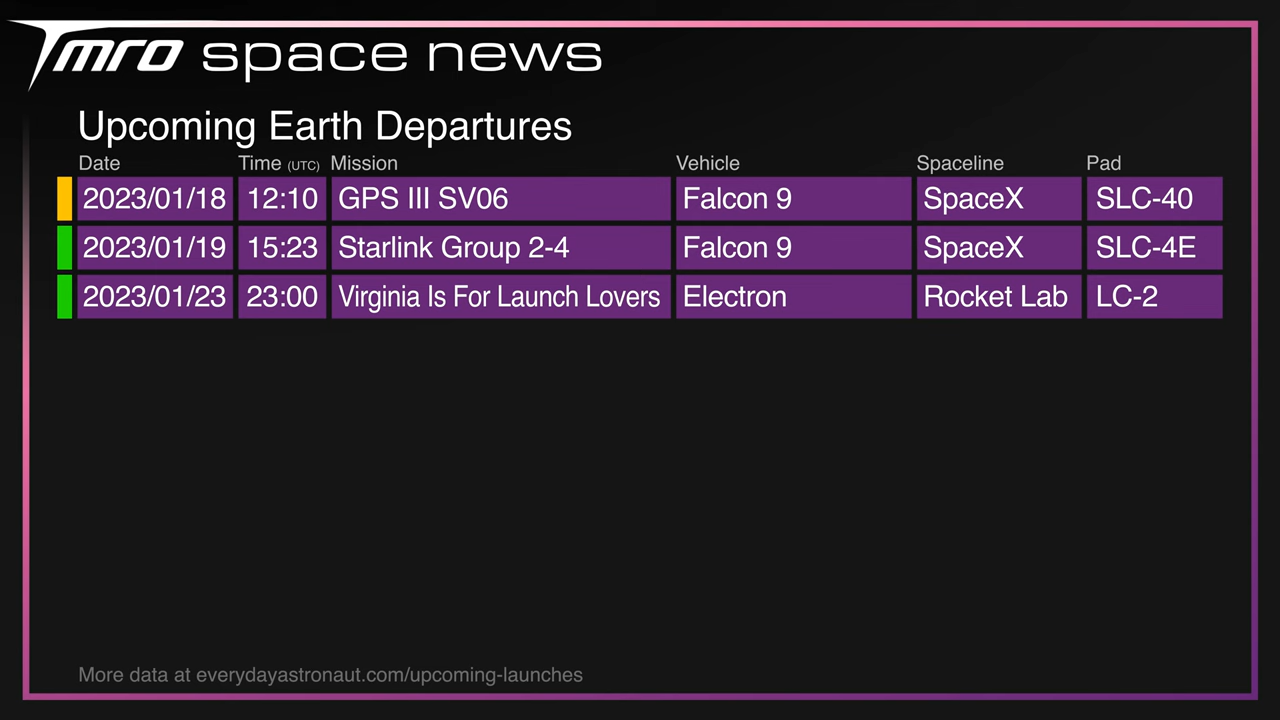 Tmro space news
Upcoming Earth Departures
Date Time (UTC) Mission Vehicle Spaceline Pad
2023/01/18 12:10 GPS III SV06 Falcon 9 SpaceX SLC-40
2023/01/19 15:23 Starlink Group 2-4 Falcon 9 SpaceX SLC-4E
2023/01/23 23:00 Virginia Is For Launch Lovers Electron Rocket Lab LC-2
More data at everydayastronaut.com/upcoming-launches